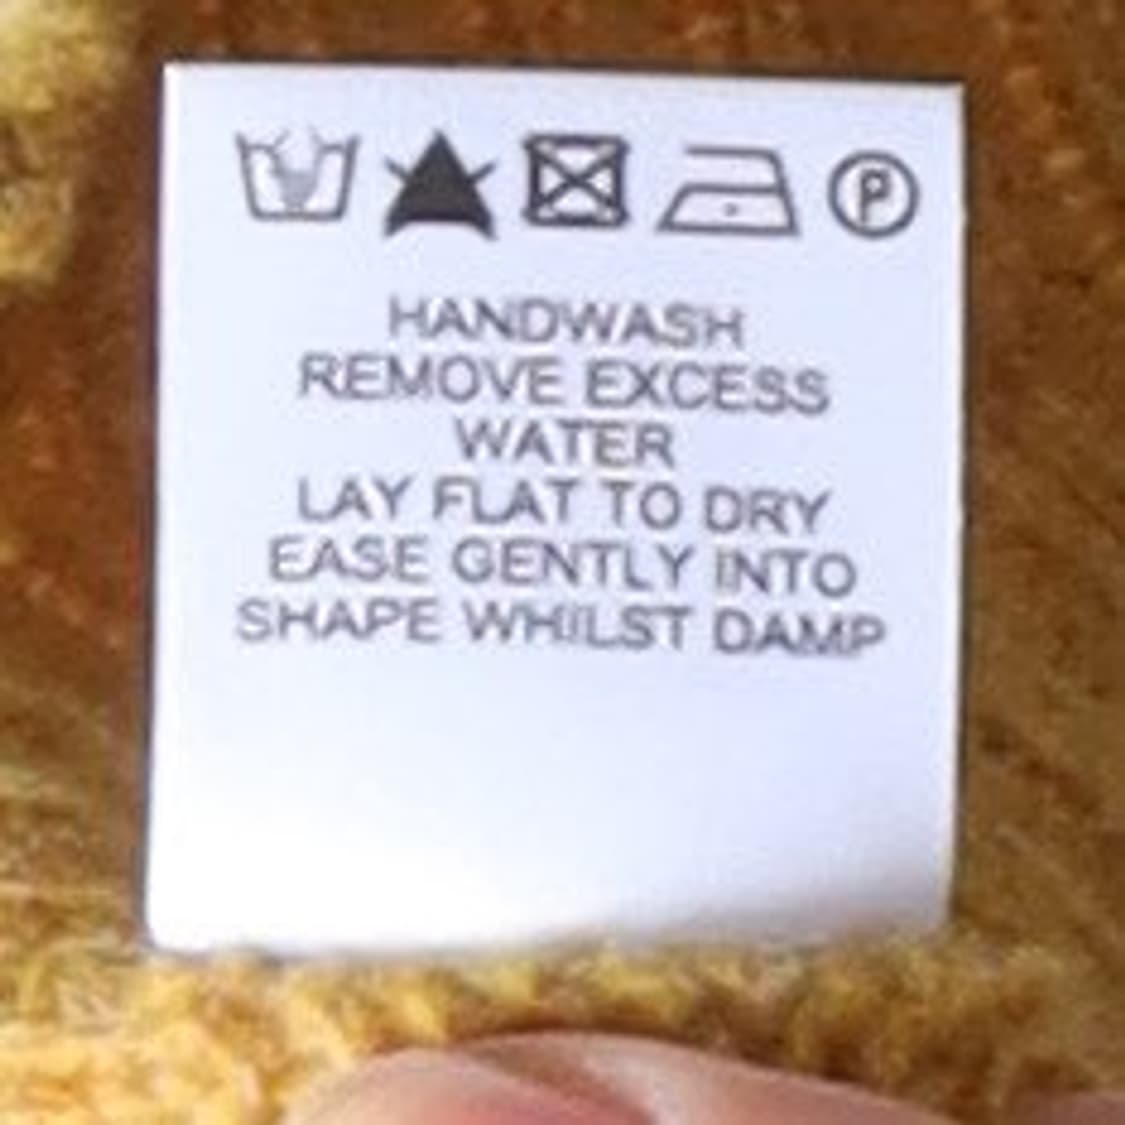 P
HANDWASH
REMOVE EXCESS
WATER
LAY FLAT TO DRY
EASE GENTLY INTO
SHAPE WHILST DAMP